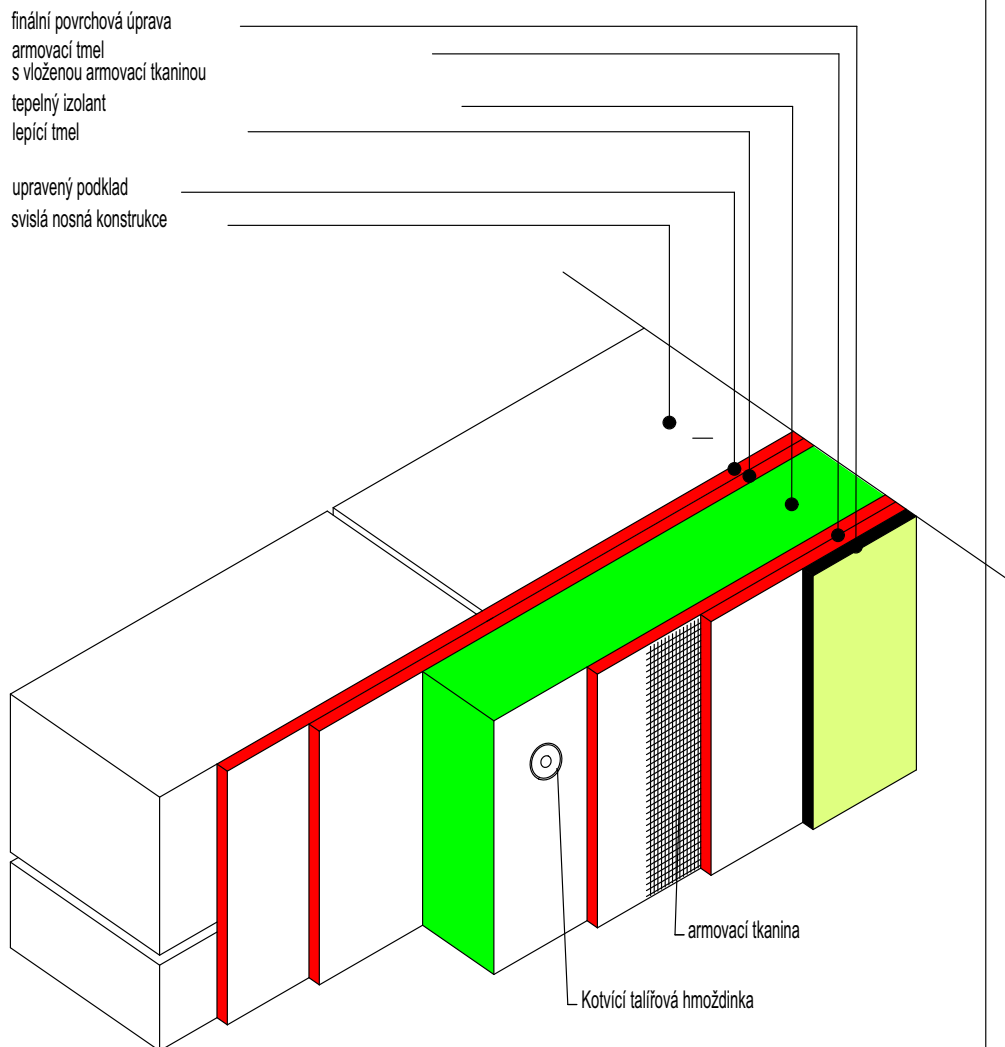 finální povrchová úprava
armovací tmel
s vloženou armovací tkaninou
tepelný izolant
lepící tmel
upravený podklad
svislá nosná konstrukce
armovací tkanina
Kotvící talířová hmoždinka